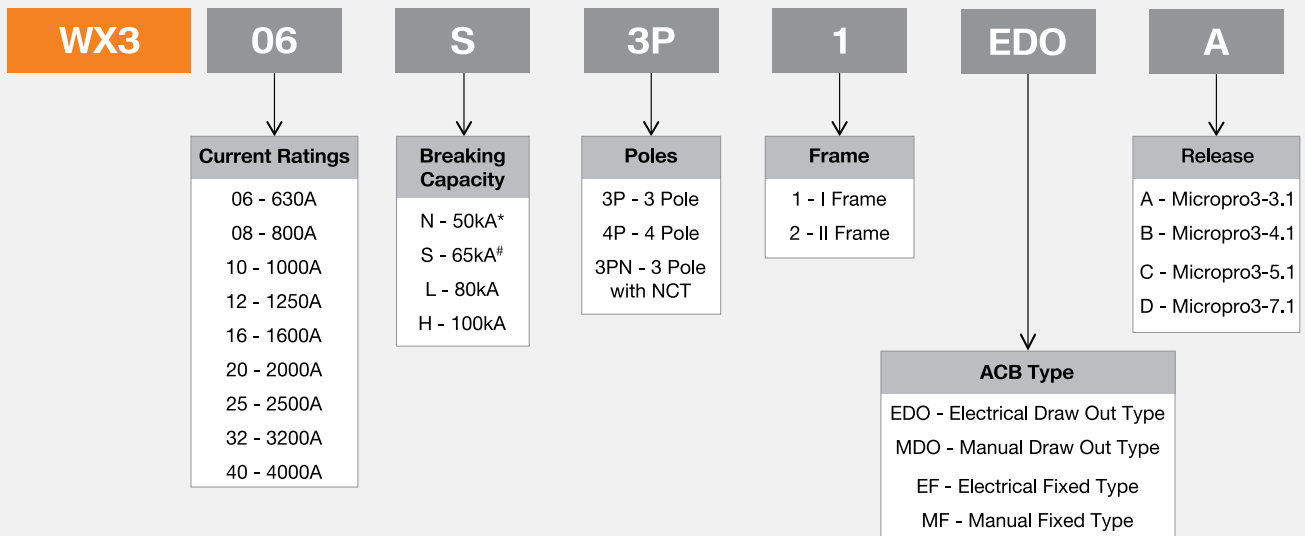 WX3 06 S 3P 1 EDO A
Current Ratings
06 - 630A
08 - 800A
10 - 1000A
12 - 1250A
16 - 1600A
20 - 2000A
25 - 2500A
32 - 3200A
40 - 4000A
Breaking
Capacity
N - 50kA*
S - 65kA#
L - 80kA
H - 100kA
Poles
3P - 3 Pole
4P - 4 Pole
3PN - 3 Pole
with NCT
Frame
1 - I Frame
2 - II Frame
ACB Type
EDO - Electrical Draw Out Type
MDO - Manual Draw Out Type
EF - Electrical Fixed Type
MF - Manual Fixed Type
Release
A - Micropro3-3.1
B - Micropro3-4.1
C - Micropro3-5.1
D - Micropro3-7.1